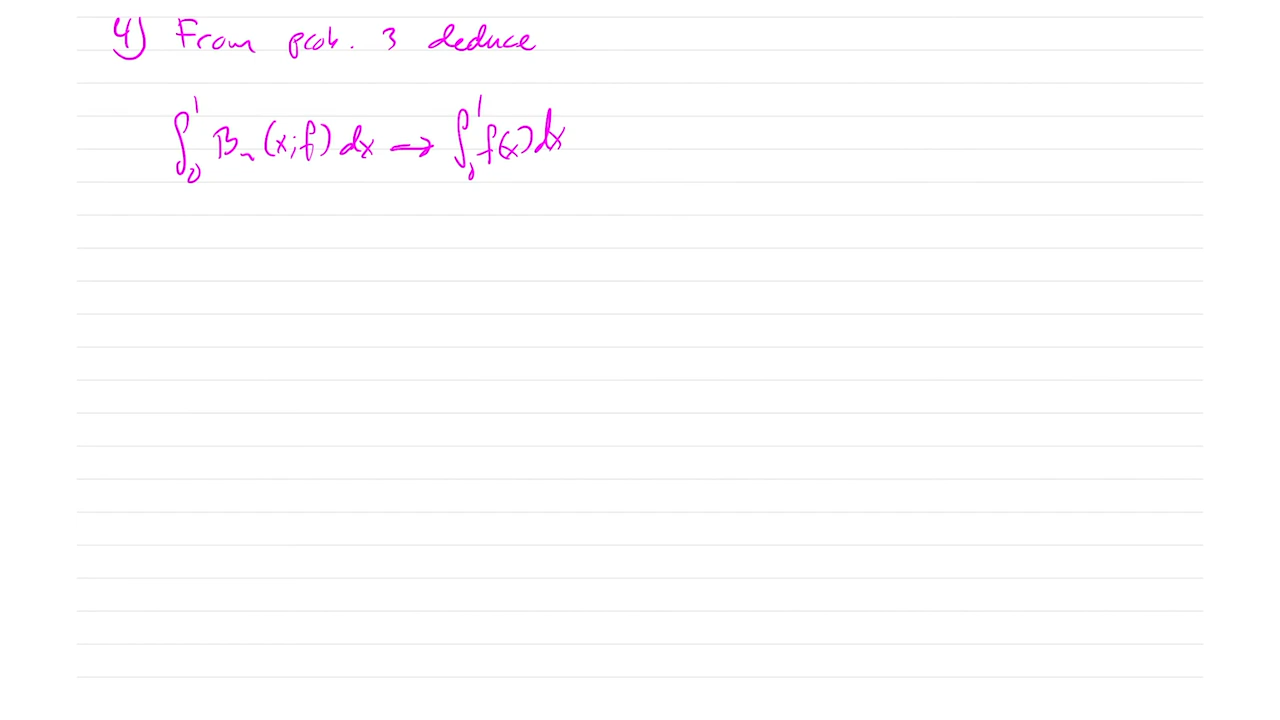 4) From prob. 3 deduce
∫₀¹ Bₙ(x;f) dx → ∫₀¹ f(x) dx